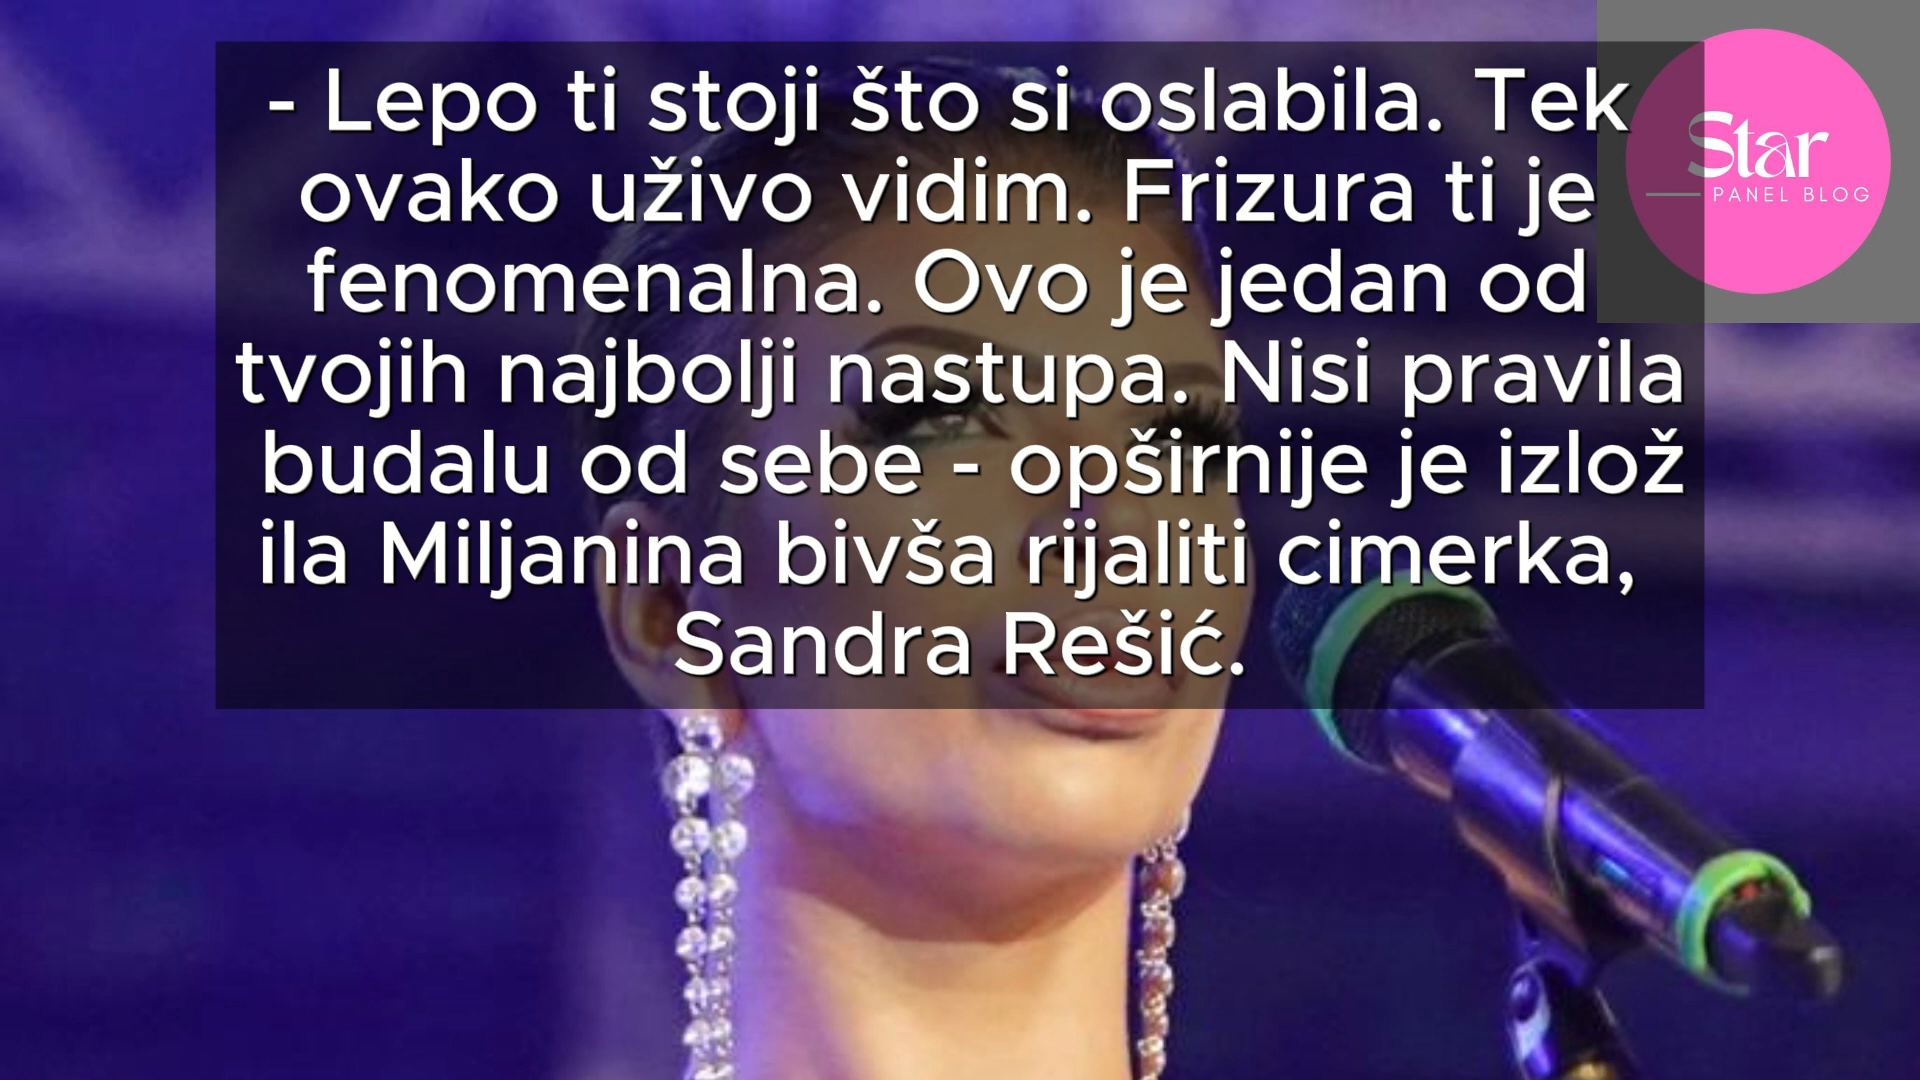 - Lepo ti stoji što si oslabila. Tek
ovako uživo vidim. Frizura ti je
fenomenalna. Ovo je jedan od
tvojih najbolji nastupa. Nisi pravila
budalu od sebe - opširnije je izlož
ila Miljanina bivša rijaliti cimerka,
Sandra Rešić.
Star
PANEL BLOG